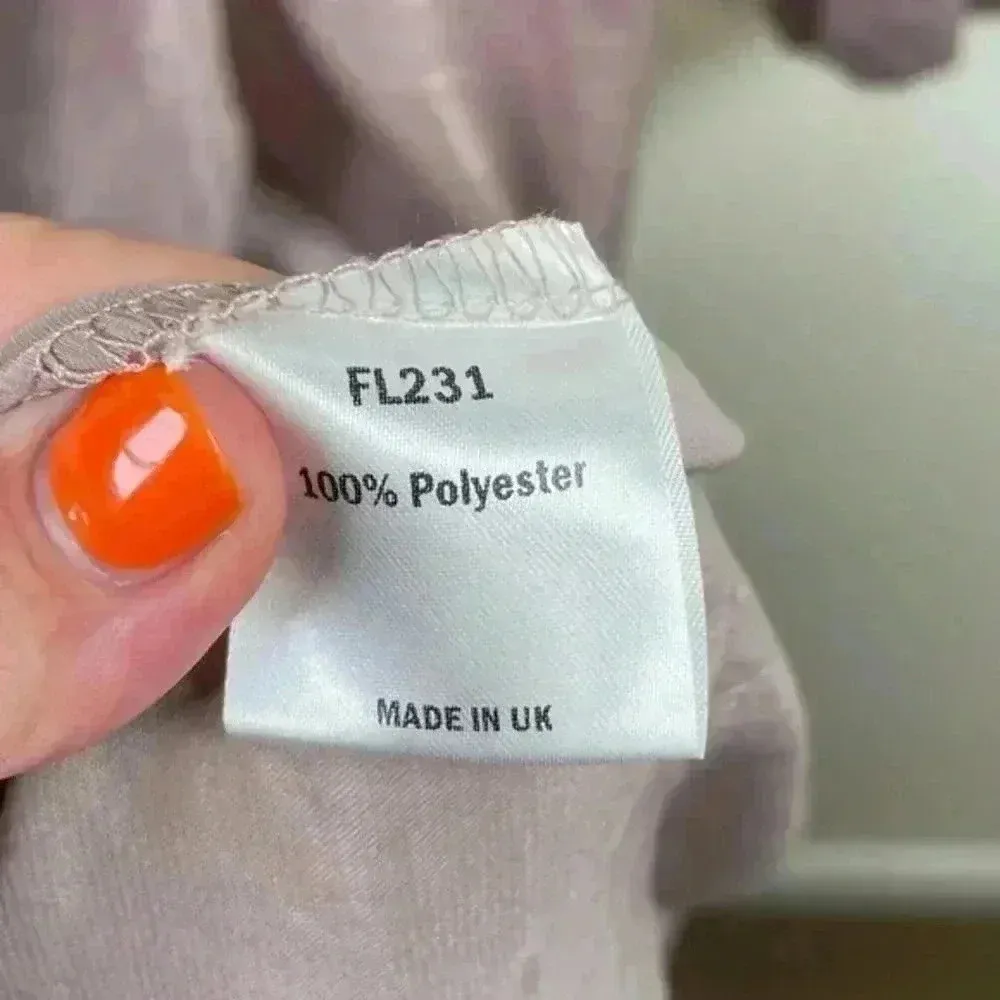 FL231
100% Polyester
MADE IN UK